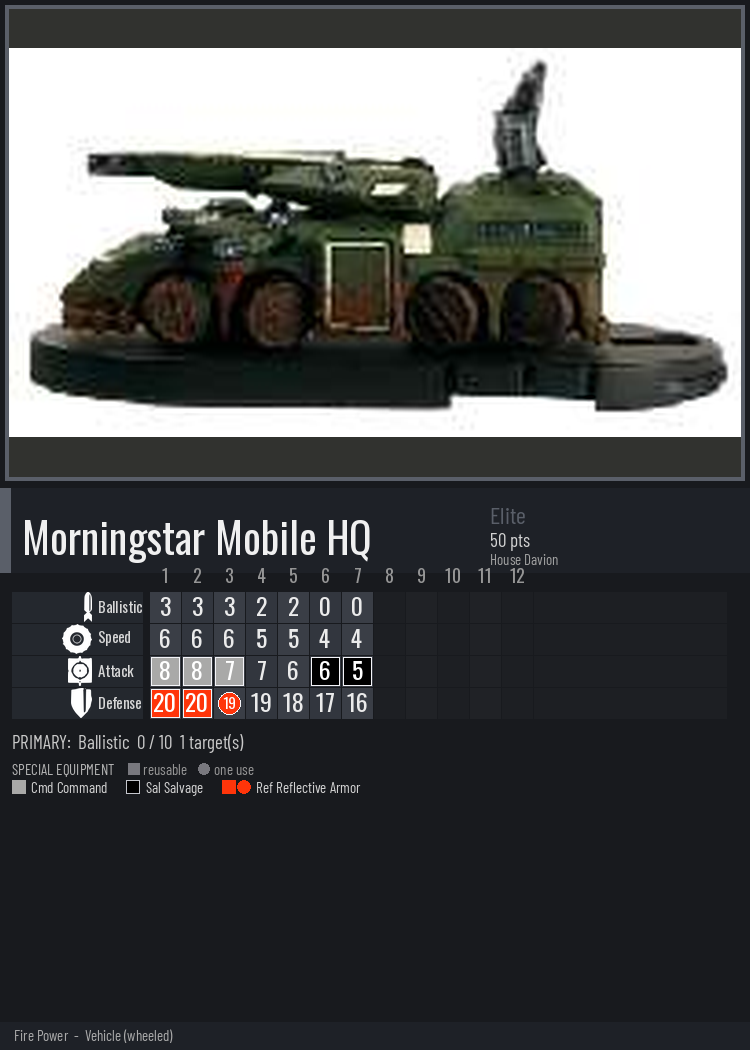 Morningstar Mobile HQ
Elite
50 pts
House Davion
1 2 3 4 5 6 7 8 9 10 11 12
Ballistic 3 3 3 2 2 0 0
Speed 6 6 6 5 5 4 4
Attack 8 8 7 7 6 6 5
Defense 20 20 19 19 18 17 16
PRIMARY: Ballistic 0 / 10 1 target(s)
SPECIAL EQUIPMENT reusable one use
Cmd Command Sal Salvage Ref Reflective Armor
Fire Power - Vehicle (wheeled)